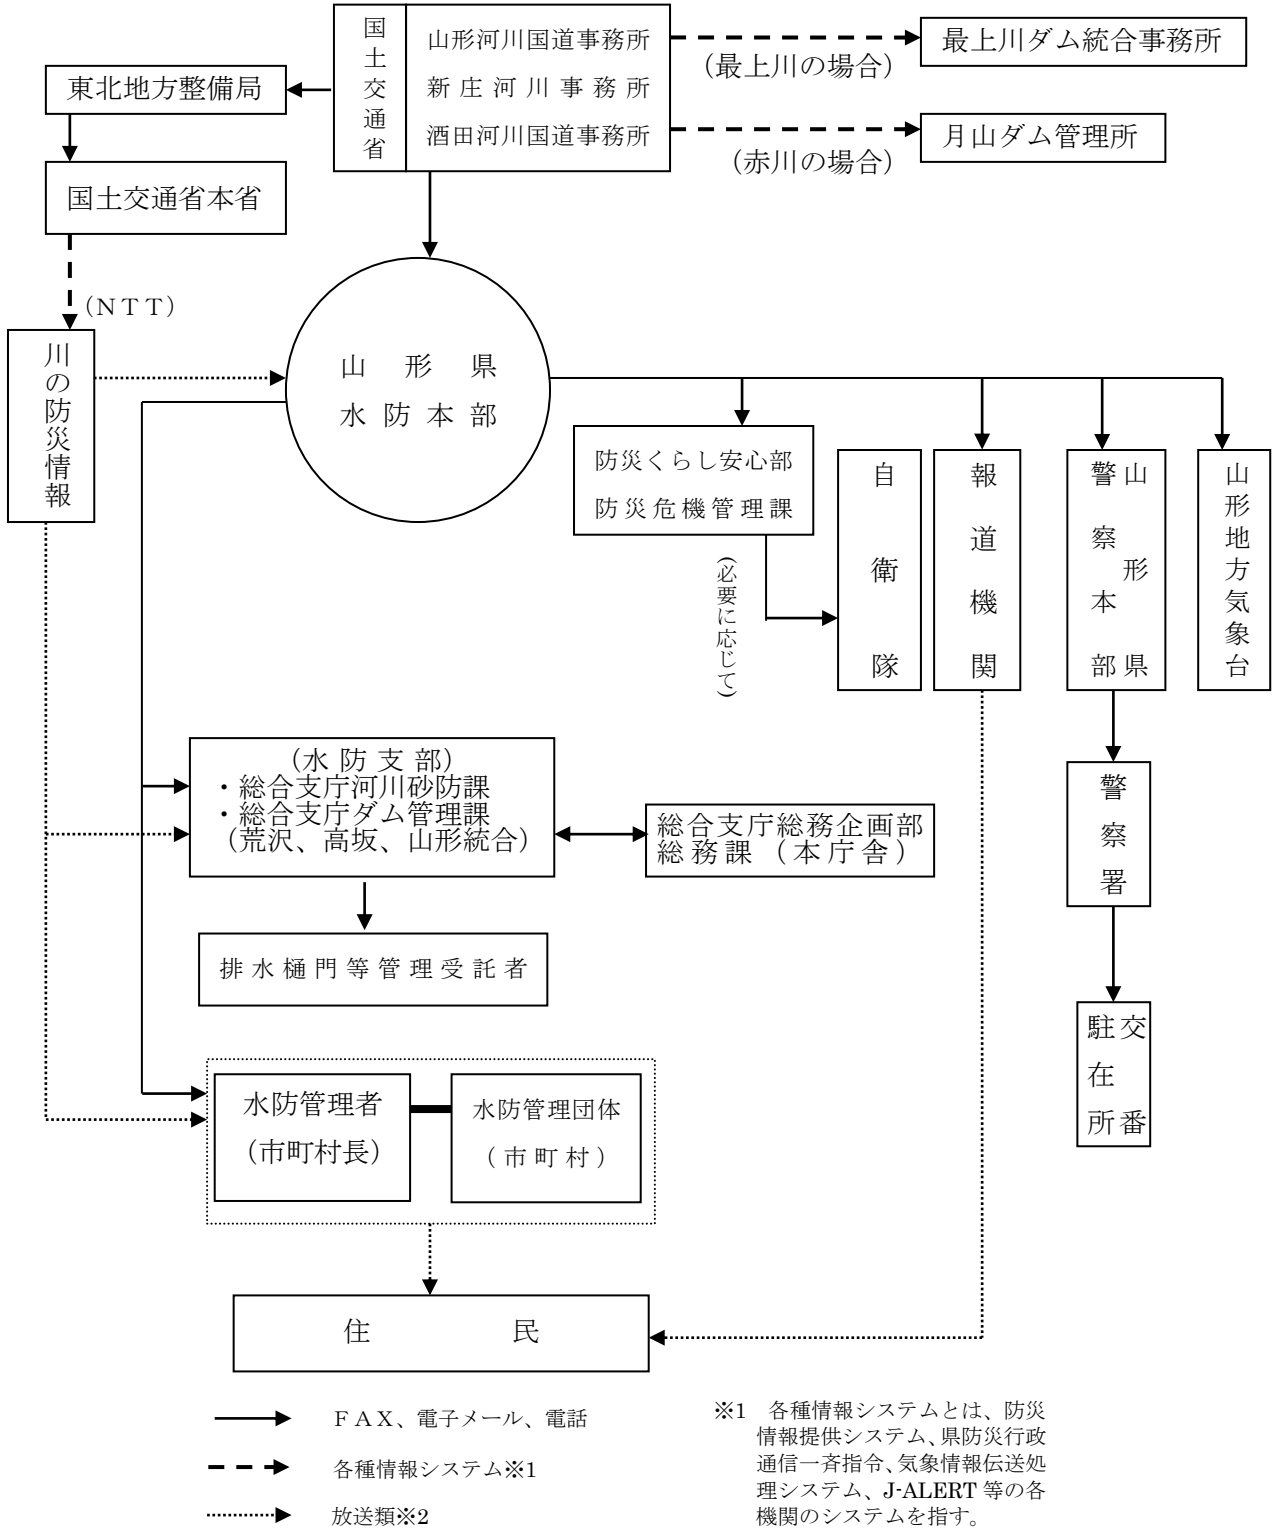 国土交通省
山形河川国道事務所
新庄河川事務所
酒田河川国道事務所
最上川ダム統合事務所
(最上川の場合)
月山ダム管理所
(赤川の場合)
東北地方整備局
国土交通省本省
(NTT)
川の防災情報
山形県
水防本部
防災くらし安心部
防災危機管理課
(必要に応じて)
自衛隊
報道機関
山形県
警察本部
山形地方気象台
警察署
交番
駐在所
(水防支部)
・総合支庁河川砂防課
・総合支庁ダム管理課
(荒沢、高坂、山形統合)
総合支庁総務企画部
総務課(本庁舎)
排水樋門等管理受託者
水防管理者
(市町村長)
水防管理団体
(市町村)
住民
FAX、電子メール、電話
各種情報システム※1
放送類※2
※1 各種情報システムとは、防災
情報提供システム、県防災行政
通信一斉指令、気象情報伝送処
理システム、J-ALERT 等の各
機関のシステムを指す。